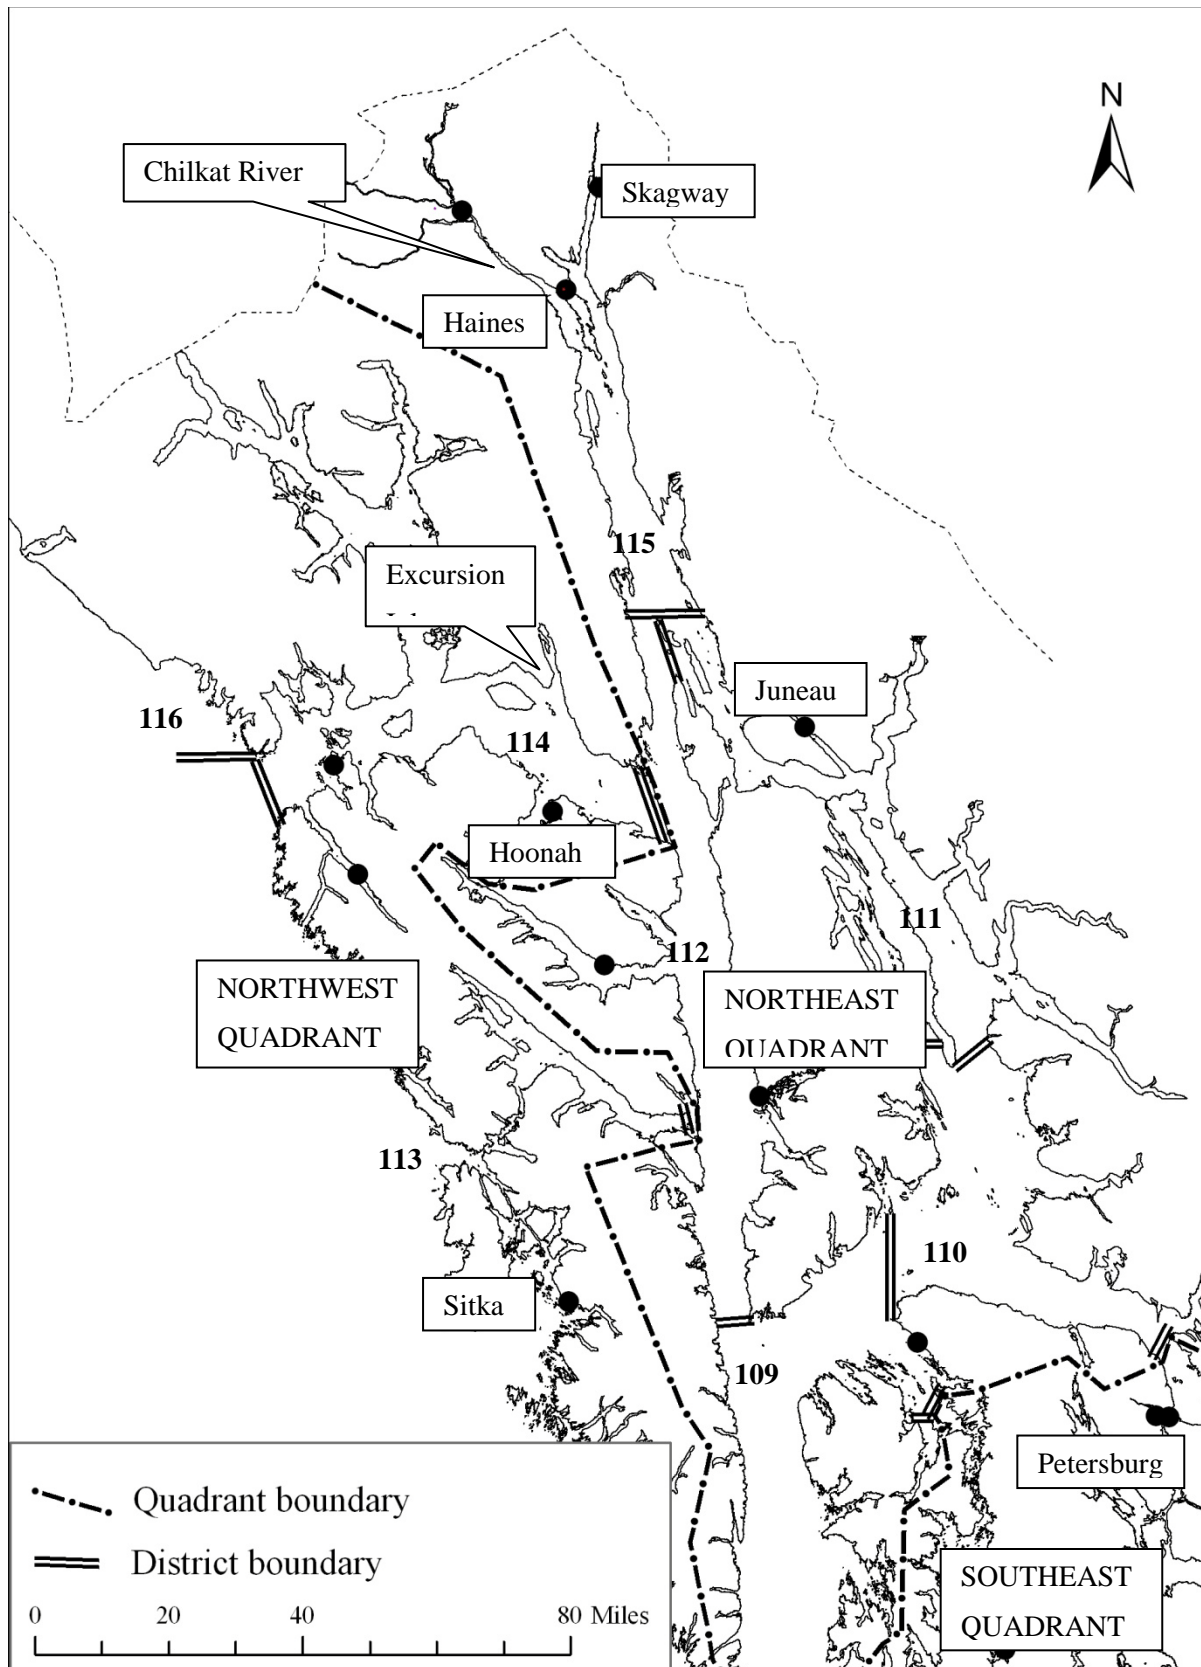 N
Chilkat River
Skagway
Haines
115
Excursion
Juneau
116
114
Hoonah
111
112
NORTHWEST
QUADRANT
NORTHEAST
QUADRANT
113
110
Sitka
109
Petersburg
Quadrant boundary
District boundary
SOUTHEAST
QUADRANT
0 20 40 80 Miles